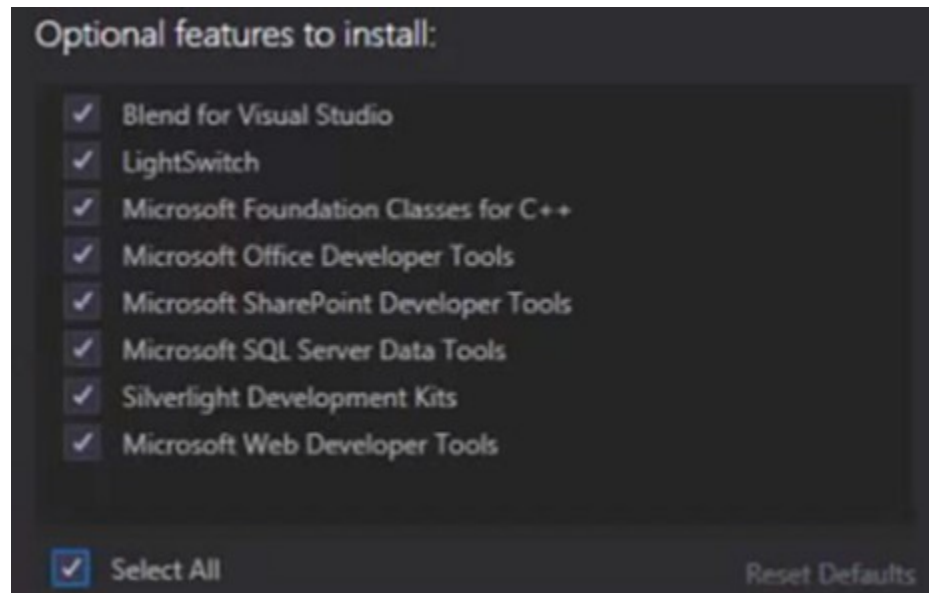 Optional features to install:
Blend for Visual Studio
LightSwitch
Microsoft Foundation Classes for C++
Microsoft Office Developer Tools
Microsoft SharePoint Developer Tools
Microsoft SQL Server Data Tools
Silverlight Development Kits
Microsoft Web Developer Tools
Select All
Reset Defaults